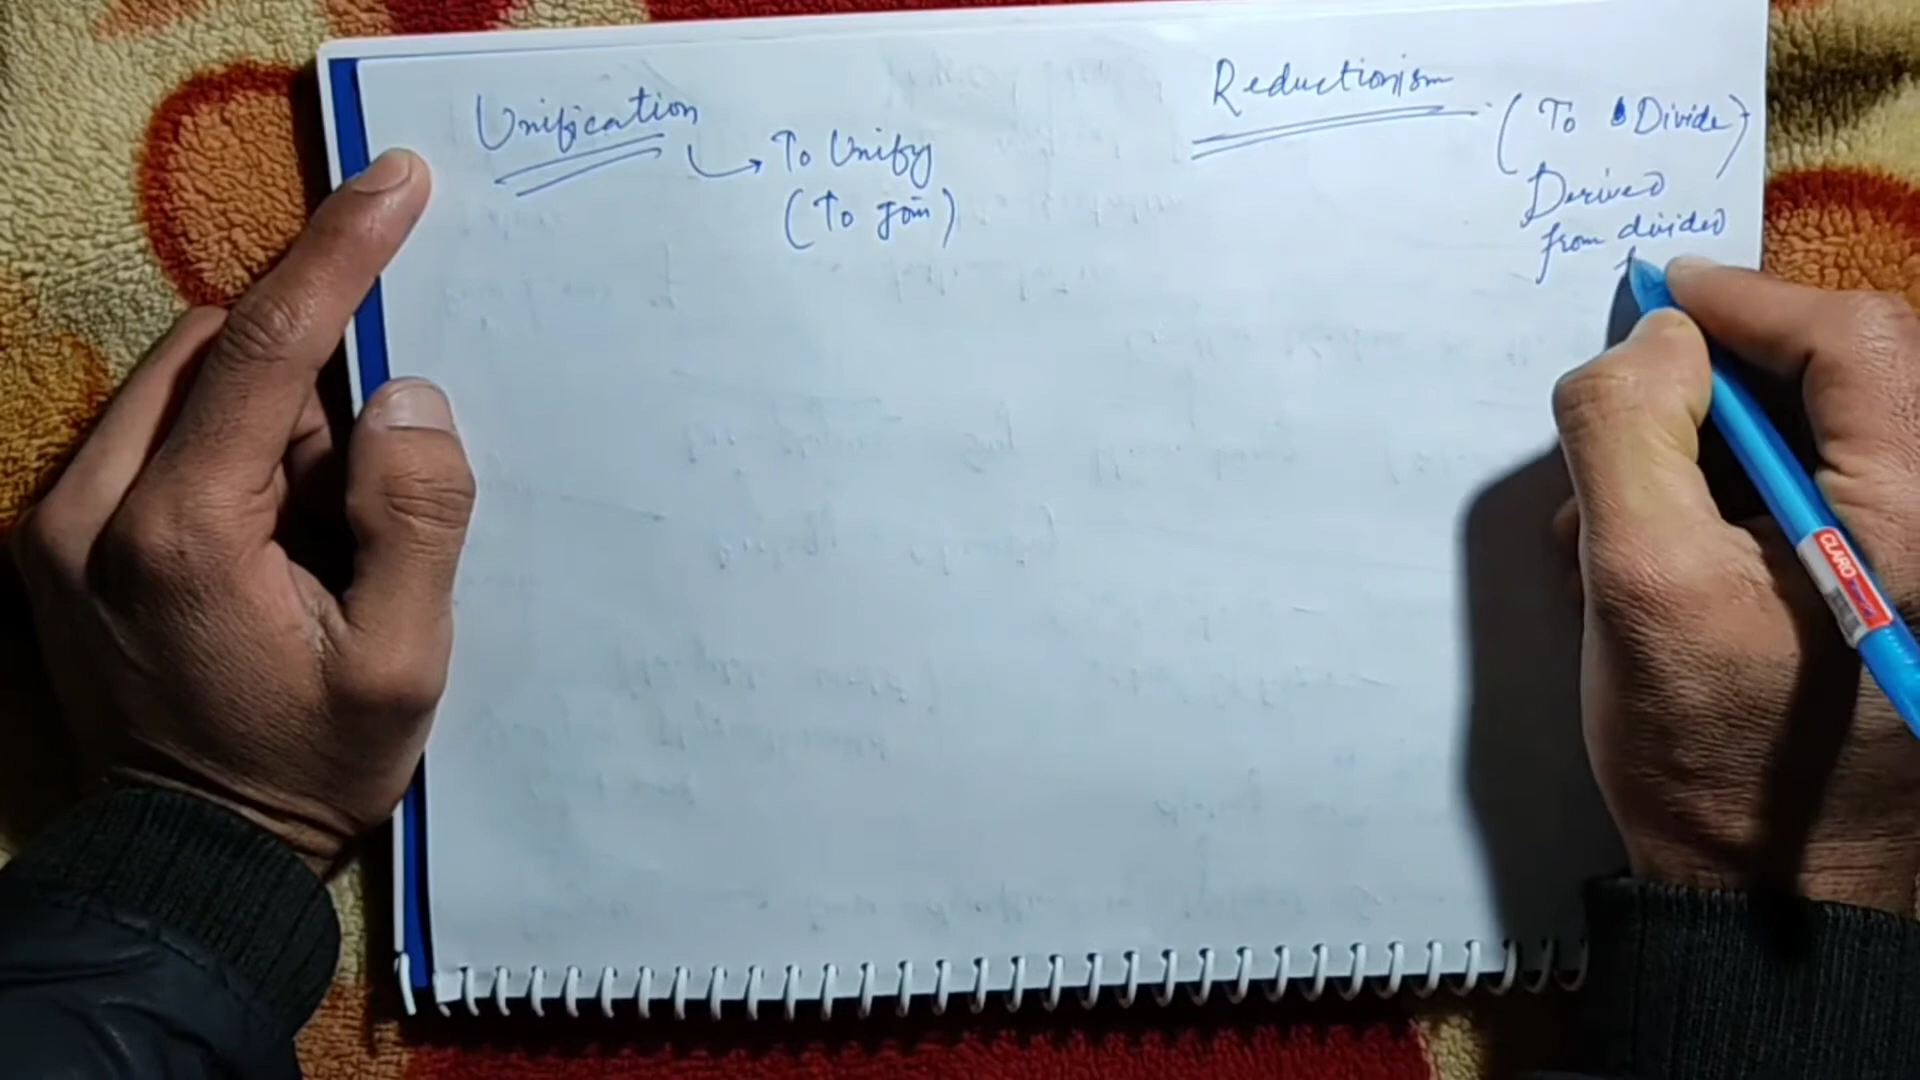 Unification
To Unify
(To Join)
Reductionism
(To Divide)
Derived
from divided
CLARO